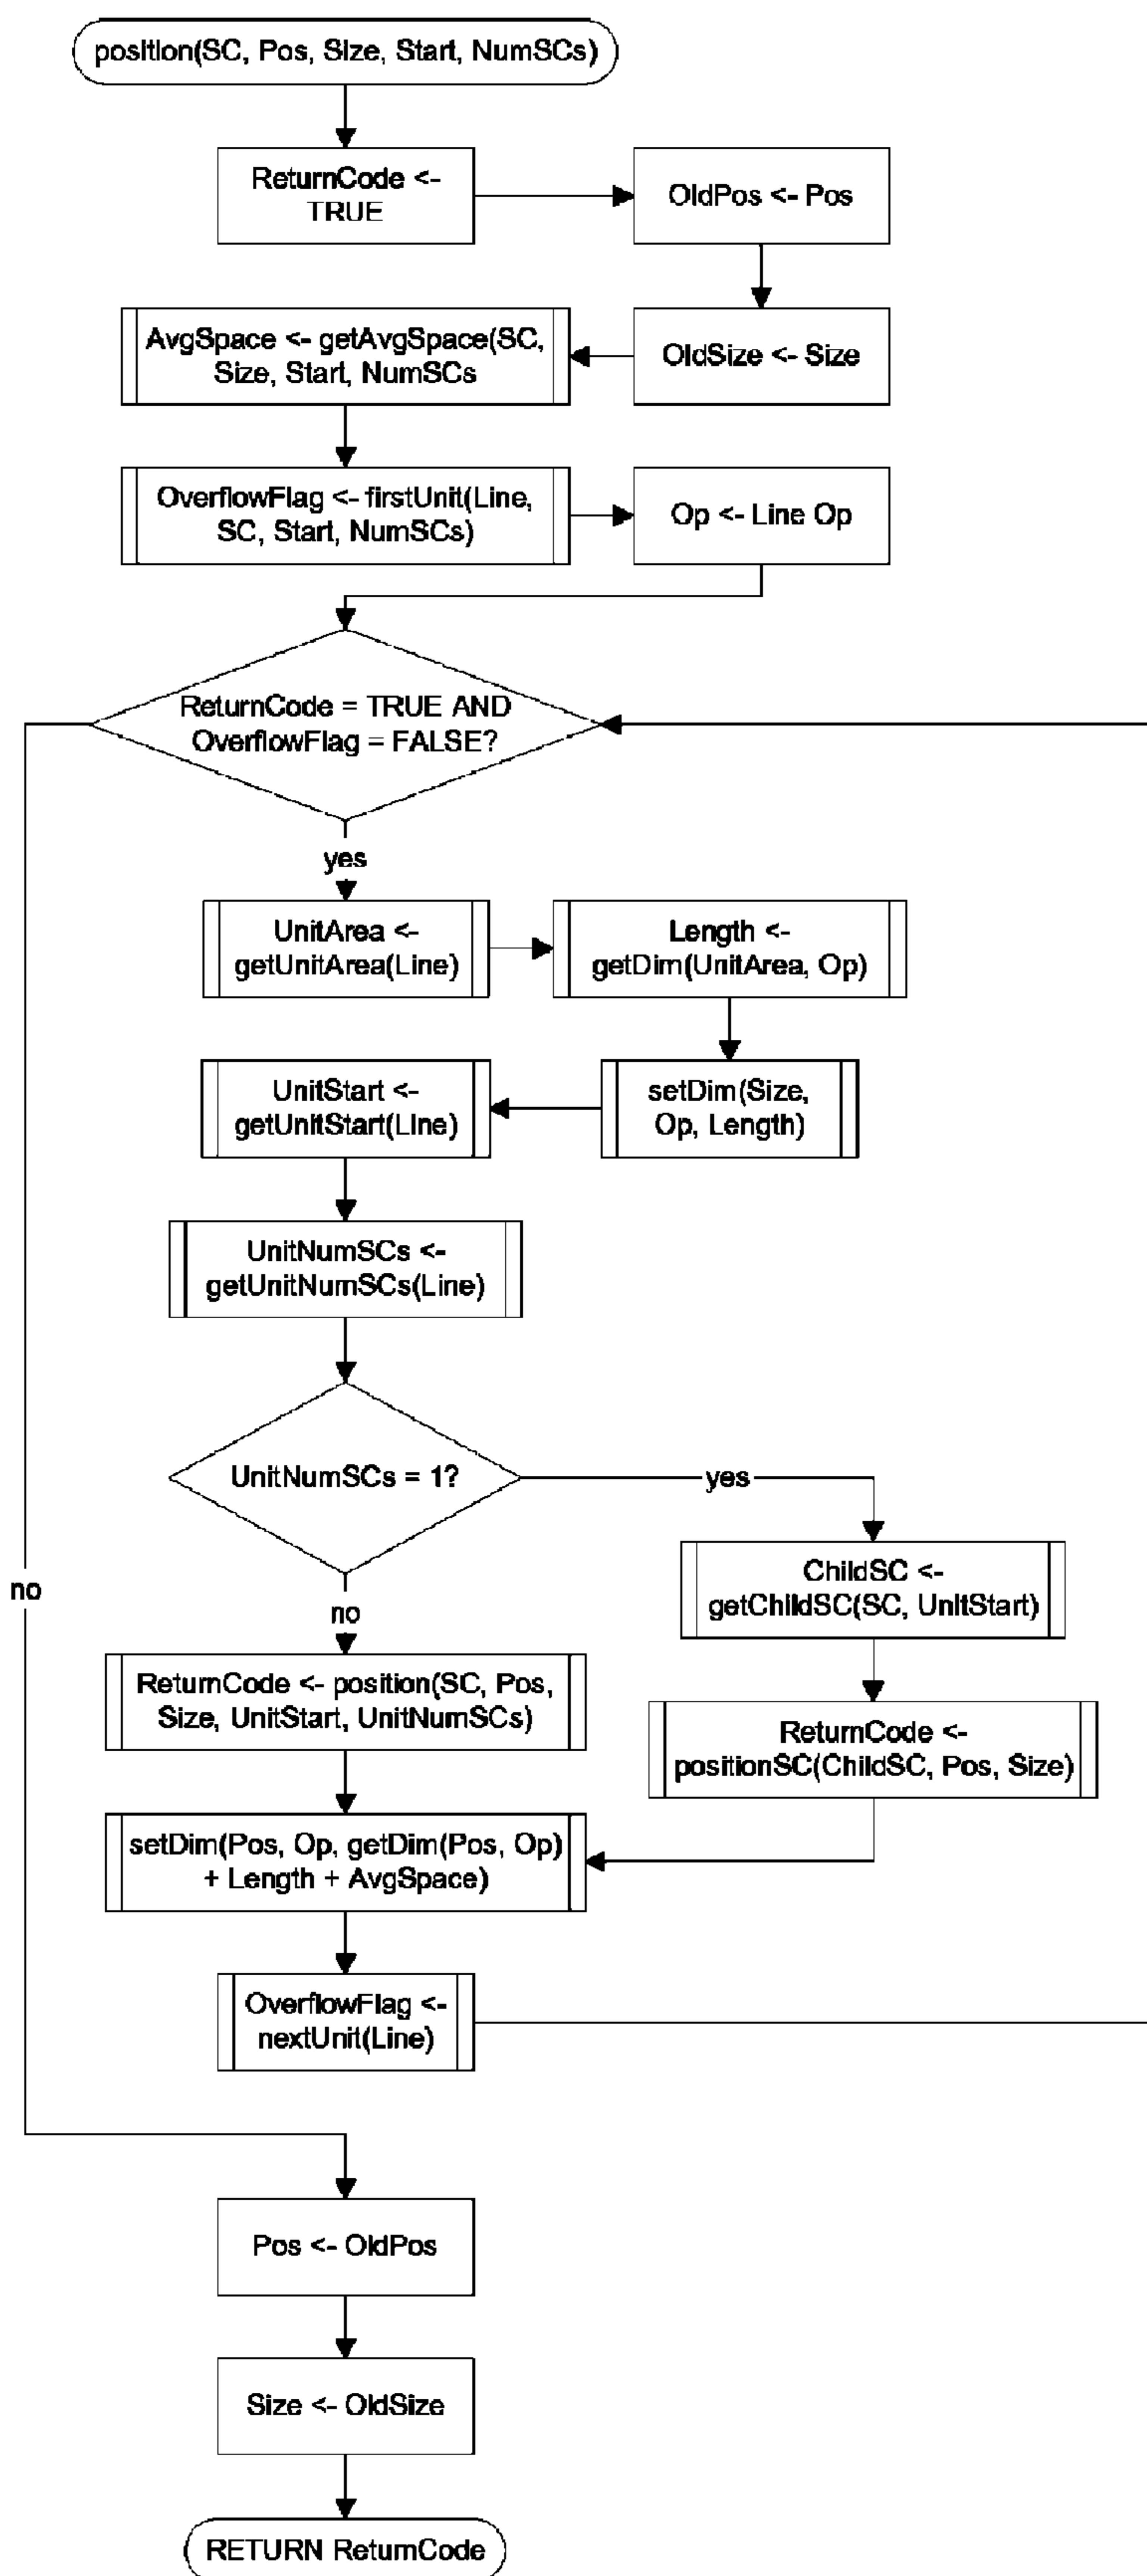 position(SC, Pos, Size, Start, NumSCs)
ReturnCode <-
TRUE
OldPos <- Pos
OldSize <- Size
AvgSpace <- getAvgSpace(SC,
Size, Start, NumSCs
OverflowFlag <- firstUnit(Line,
SC, Start, NumSCs)
Op <- Line Op
ReturnCode = TRUE AND
OverflowFlag = FALSE?
yes
UnitArea <-
getUnitArea(Line)
Length <-
getDim(UnitArea, Op)
setDim(Size,
Op, Length)
UnitStart <-
getUnitStart(Line)
UnitNumSCs <-
getUnitNumSCs(Line)
UnitNumSCs = 1?
yes
ChildSC <-
getChildSC(SC, UnitStart)
ReturnCode <-
positionSC(ChildSC, Pos, Size)
no
no
ReturnCode <- position(SC, Pos,
Size, UnitStart, UnitNumSCs)
setDim(Pos, Op, getDim(Pos, Op)
+ Length + AvgSpace)
OverflowFlag <-
nextUnit(Line)
Pos <- OldPos
Size <- OldSize
RETURN ReturnCode